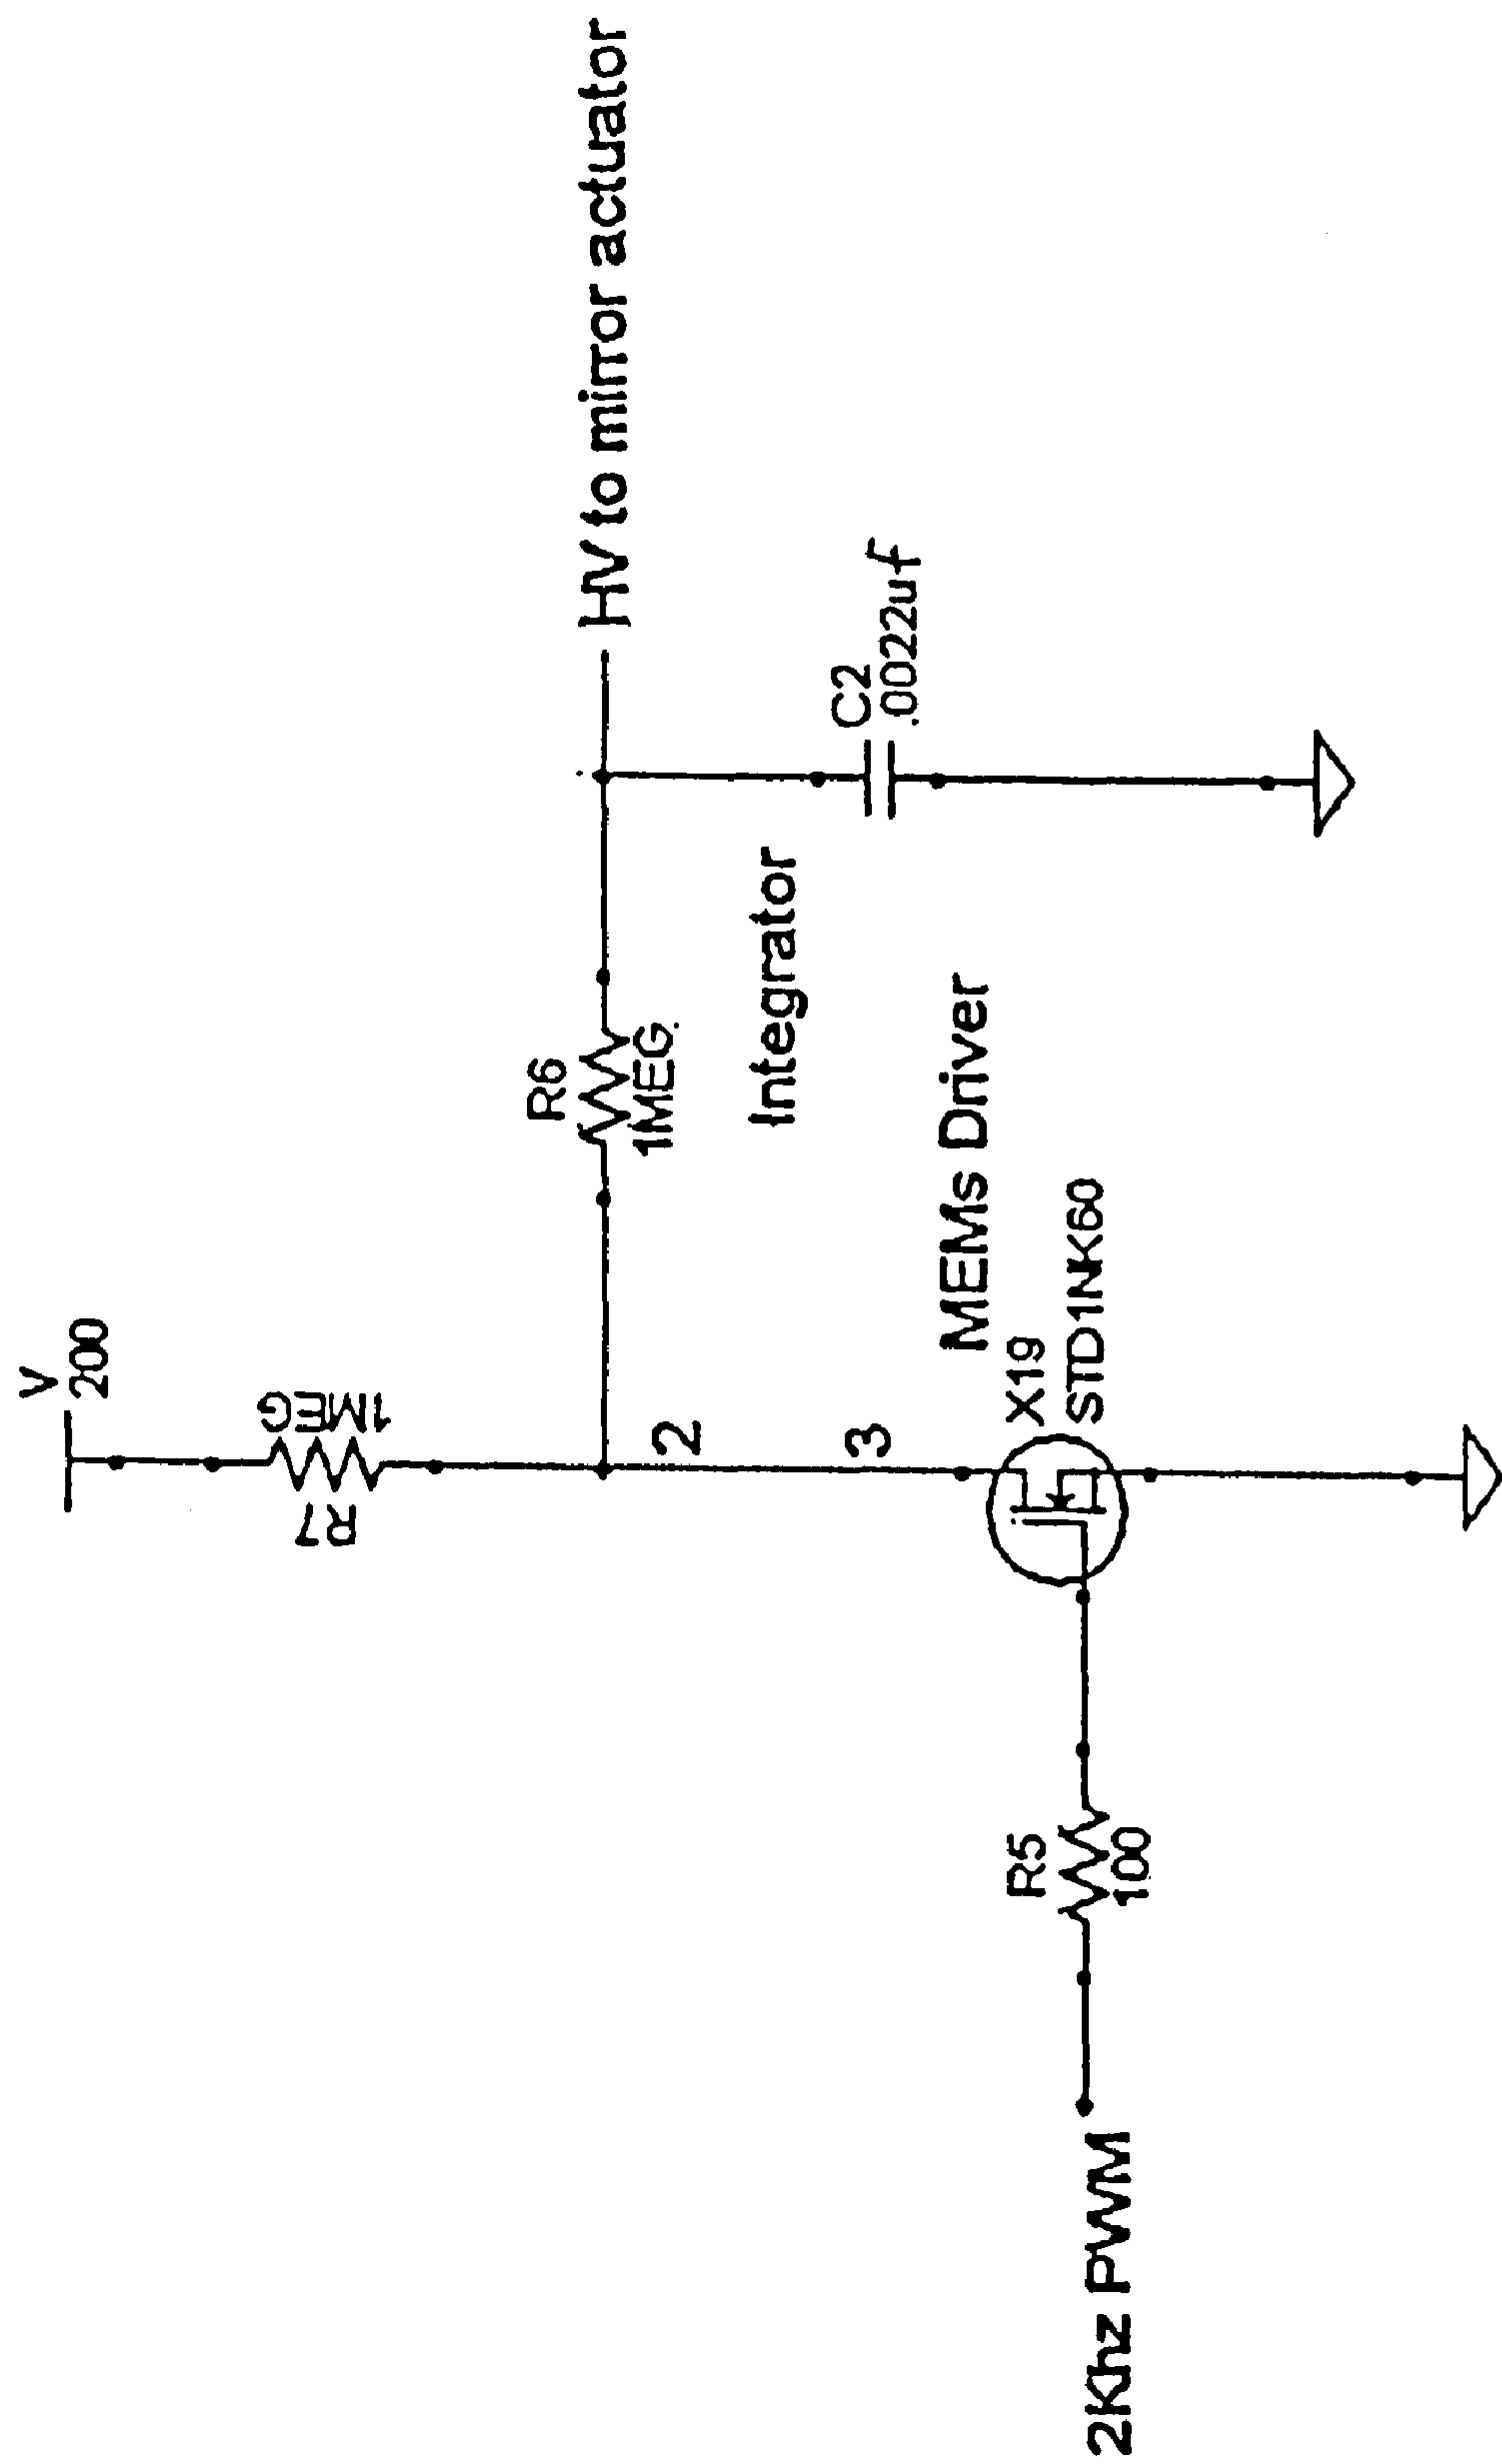 V
200
R7
1MEG
R6
1MEG
HV to mirror actuator
2
Integrator
C2
.0022uf
3
MEMs Driver
X19
STD1NK60
R5
100
2Khz PWM